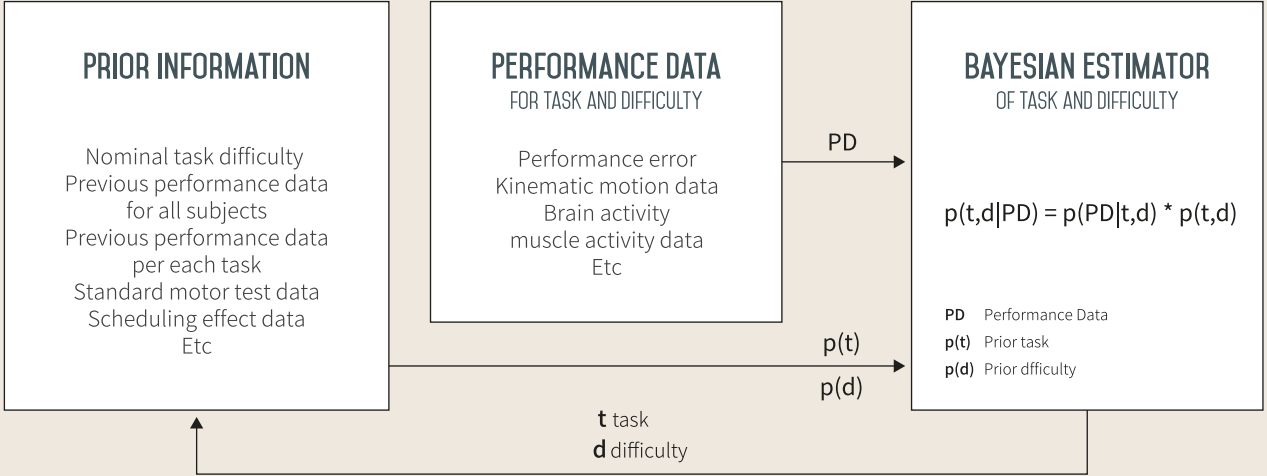 PRIOR INFORMATION
Nominal task difficulty
Previous performance data
for all subjects
Previous performance data
per each task
Standard motor test data
Scheduling effect data
Etc
PERFORMANCE DATA
FOR TASK AND DIFFICULTY
Performance error
Kinematic motion data
Brain activity
muscle activity data
Etc
PD
p(t)
p(d)
BAYESIAN ESTIMATOR
OF TASK AND DIFFICULTY
p(t,d|PD) = p(PD|t,d) * p(t,d)
PD Performance Data
p(t) Prior task
p(d) Prior dfficulty
t task
d difficulty